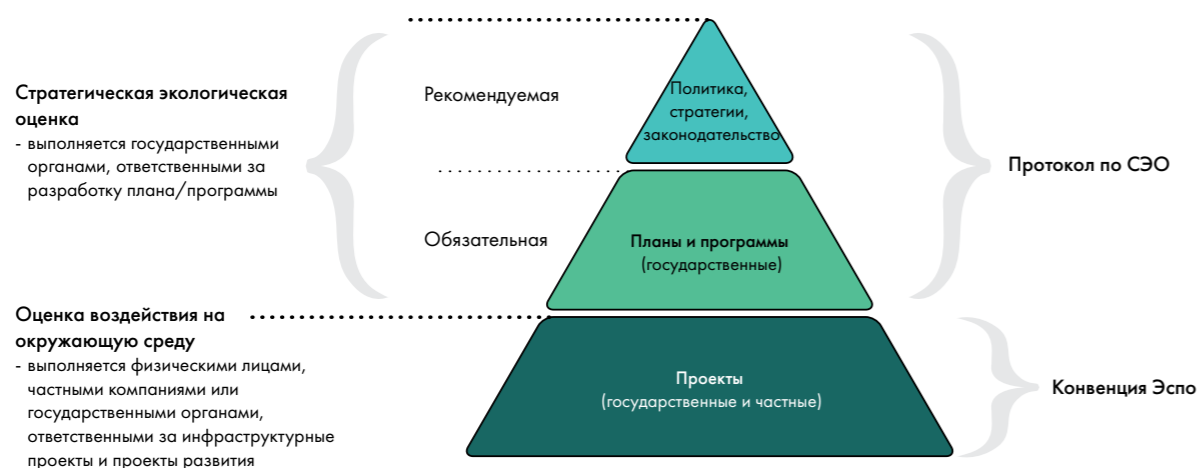 Стратегическая экологическая
оценка
- выполняется государственными
органами, ответственными за
разработку плана/программы
Рекомендуемая
Политика,
стратегии,
законодательство
Протокол по СЭО
Обязательная
Планы и программы
(государственные)
Оценка воздействия на
окружающую среду
- выполняется физическими лицами,
частными компаниями или
государственными органами,
ответственными за инфраструктурные
проекты и проекты развития
Проекты
(государственные и частные)
Конвенция Эспо